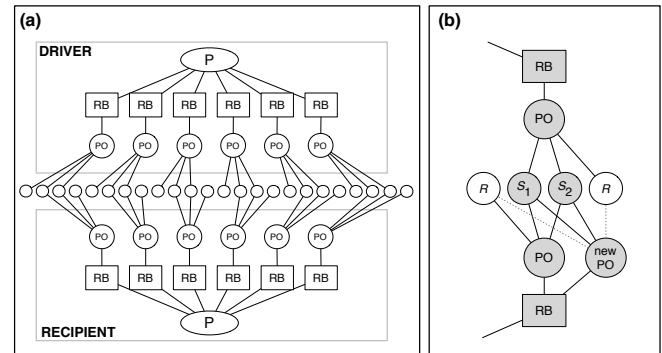 (a)
DRIVER
P
RB RB RB RB RB RB
PO PO PO PO PO PO
PO PO PO PO PO PO
RB RB RB RB RB RB
P
RECIPIENT
(b)
RB
PO
R S1 S2 R
PO new PO
RB